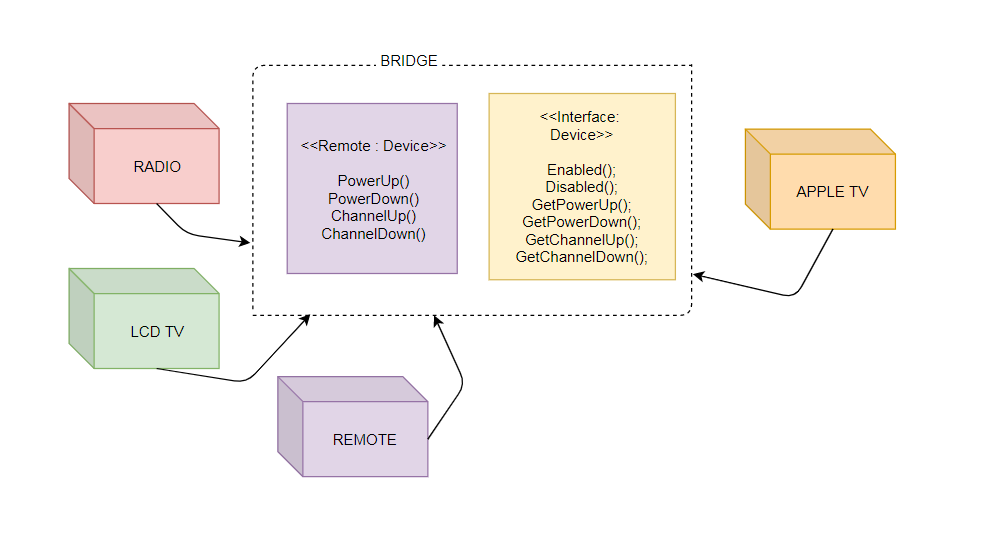 BRIDGE
RADIO
<<Remote : Device>>
PowerUp()
PowerDown()
ChannelUp()
ChannelDown()
<<Interface:
Device>>
Enabled();
Disabled();
GetPowerUp();
GetPowerDown();
GetChannelUp();
GetChannelDown();
APPLE TV
LCD TV
REMOTE